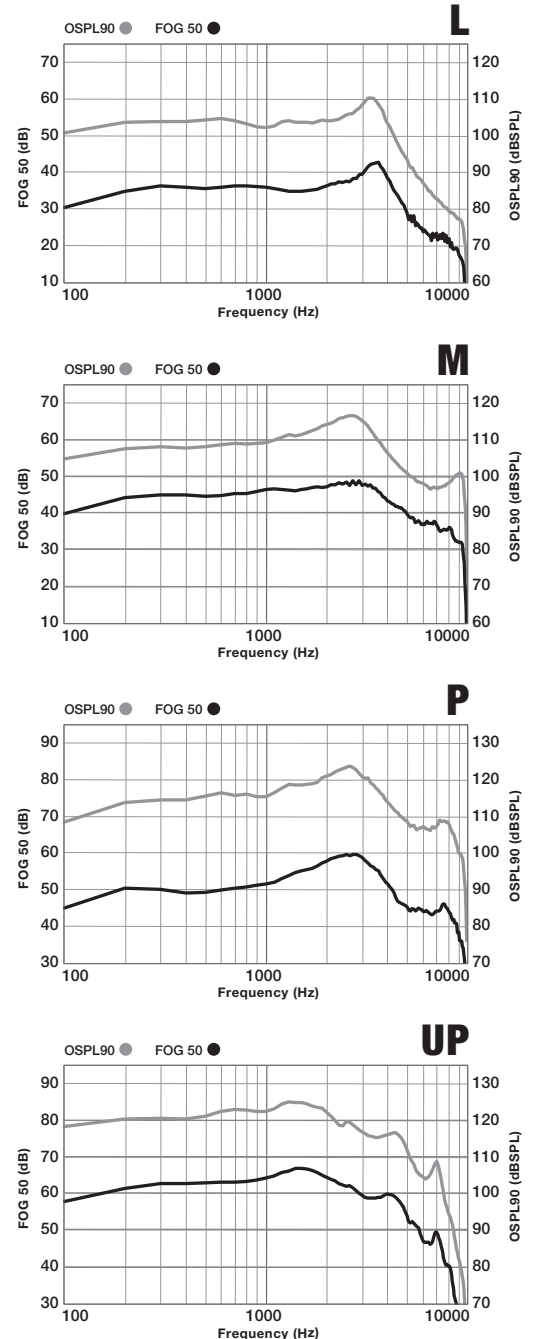 OSPL90 FOG 50 L
70 120
60 110
50 100
40 90
30 80
20 70
10 60
FOG 50 (dB)
OSPL90 (dBSPL)
100 1000 10000
Frequency (Hz)
OSPL90 FOG 50 M
70 120
60 110
50 100
40 90
30 80
20 70
10 60
FOG 50 (dB)
OSPL90 (dBSPL)
100 1000 10000
Frequency (Hz)
OSPL90 FOG 50 P
90 130
80 120
70 110
60 100
50 90
40 80
30 70
FOG 50 (dB)
OSPL90 (dBSPL)
100 1000 10000
Frequency (Hz)
OSPL90 FOG 50 UP
90 130
80 120
70 110
60 100
50 90
40 80
30 70
FOG 50 (dB)
OSPL90 (dBSPL)
100 1000 10000
Frequency (Hz)